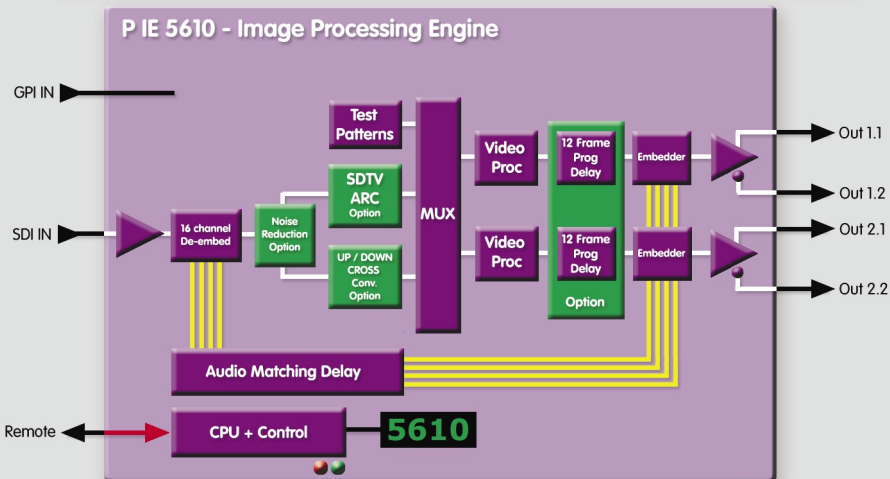 P IE 5610 - Image Processing Engine
GPI IN
Test
Patterns
SDTV
ARC
Option
MUX
Video
Proc
12 Frame
Prog
Delay
Embedder
Out 1.1
Out 1.2
SDI IN
16 channel
De-embed
Noise
Reduction
Option
UP / DOWN
CROSS
Conv.
Option
Video
Proc
12 Frame
Prog
Delay
Option
Embedder
Out 2.1
Out 2.2
Audio Matching Delay
Remote
CPU + Control
5610